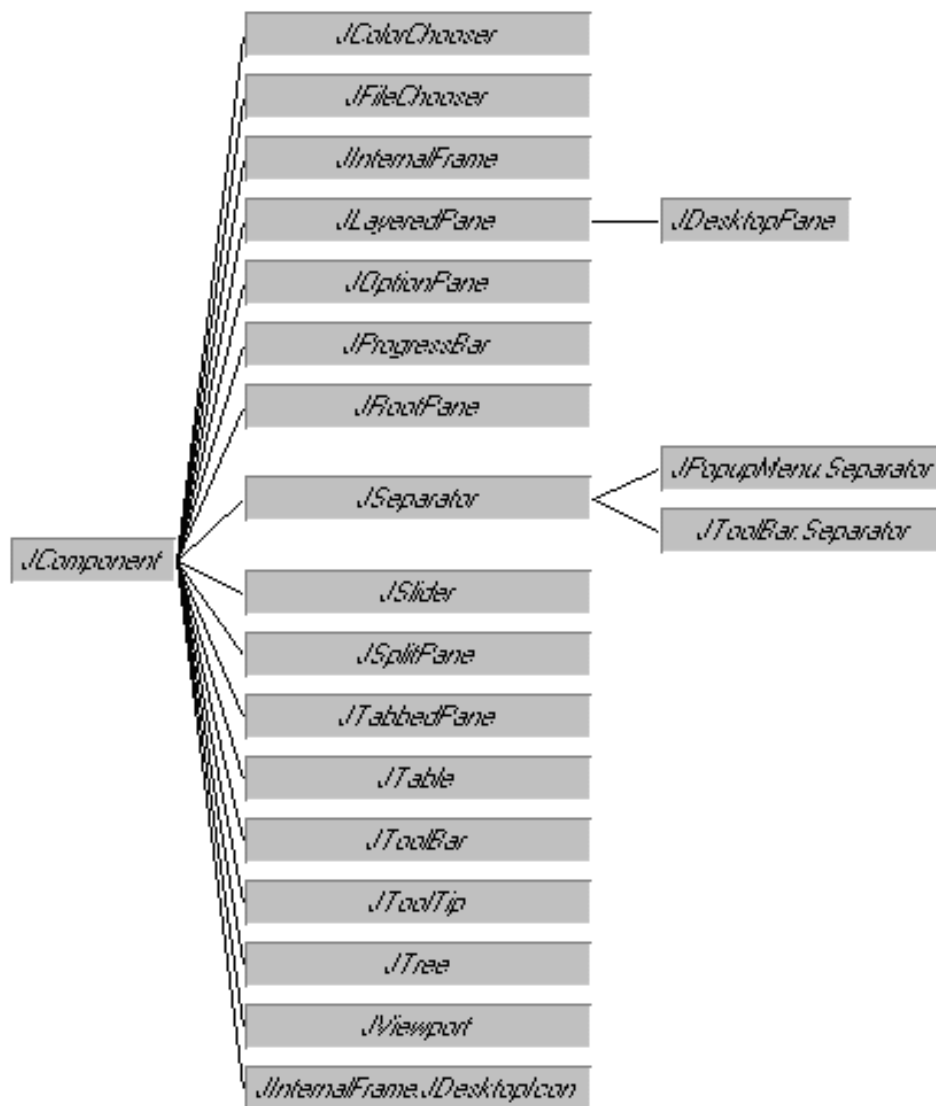 JColorChooser
JFileChooser
JInternalFrame
JLayeredPane
JDesktopPane
JOptionPane
JProgressBar
JRootPane
JPopupMenu.Separator
JSeparator
JToolBar.Separator
JComponent
JSlider
JSplitPane
JTabbedPane
JTable
JToolBar
JToolTip
JTree
JViewport
JInternalFrame.JDesktopIcon